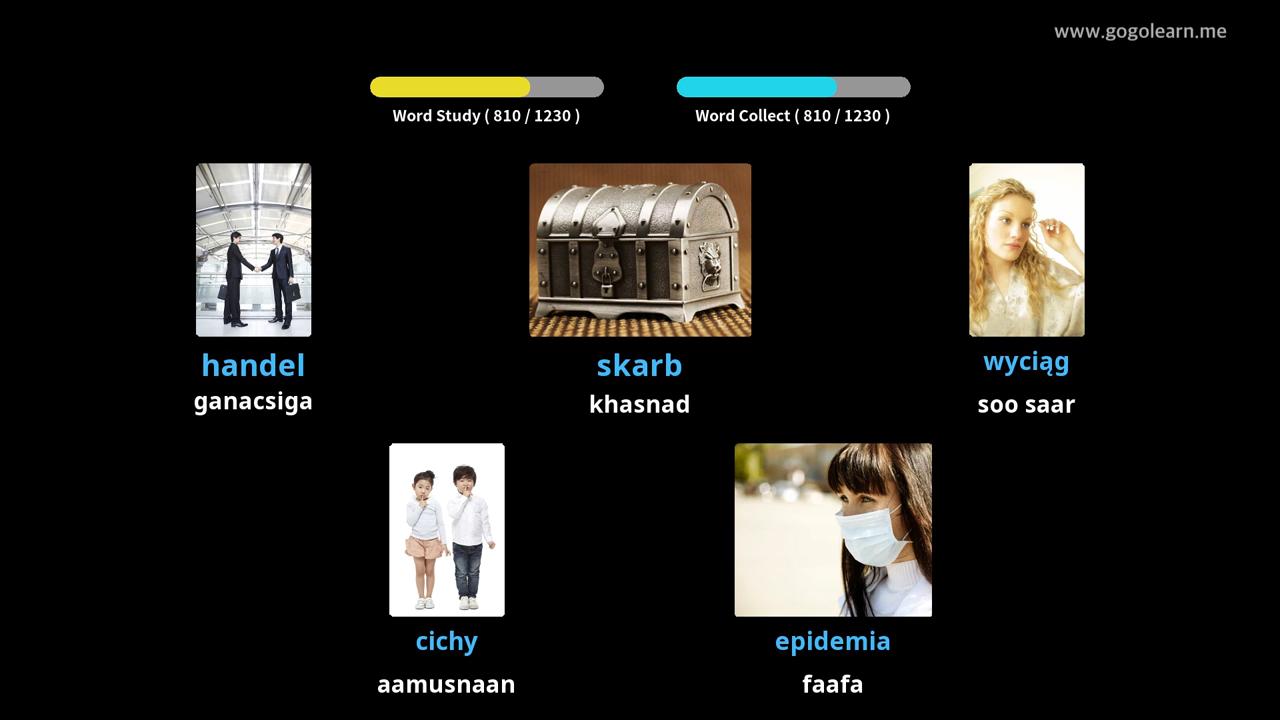 www.gogolearn.me
Word Study ( 810 / 1230 )
Word Collect ( 810 / 1230 )
handel
ganacsiga
skarb
khasnad
wyciąg
soo saar
cichy
aamusnaan
epidemia
faafa